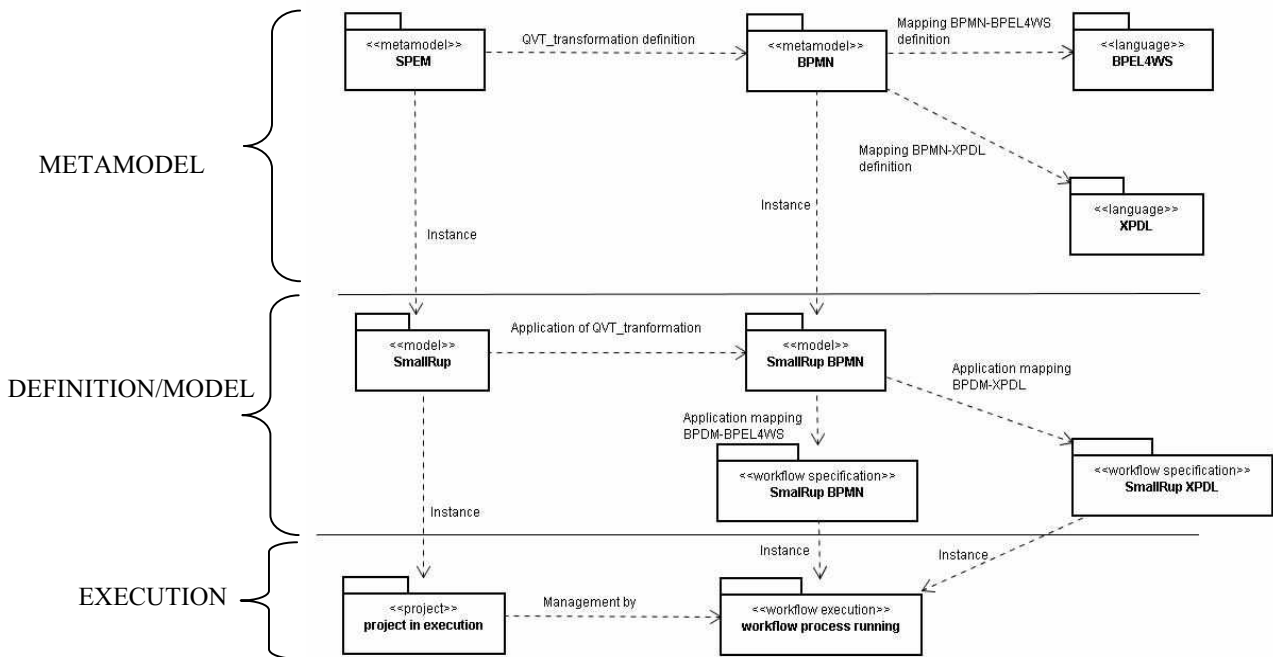 <<metamodel>>
SPEM
QVT_transformation definition
<<metamodel>>
BPMN
Mapping BPMN-BPEL4WS
definition
<<language>>
BPEL4WS
METAMODEL
Mapping BPMN-XPDL
definition
<<language>>
XPDL
Instance
Instance
<<model>>
SmallRup
Application of QVT_tranformation
<<model>>
SmallRup BPMN
Application mapping
BPDM-XPDL
DEFINITION/MODEL
Application mapping
BPDM-BPEL4WS
<<workflow specification>>
SmalRup BPMN
<<workflow specification>>
SmallRup XPDL
Instance
Instance
Instance
EXECUTION
<<project>>
project in execution
Management by
<<workflow execution>>
workflow process running